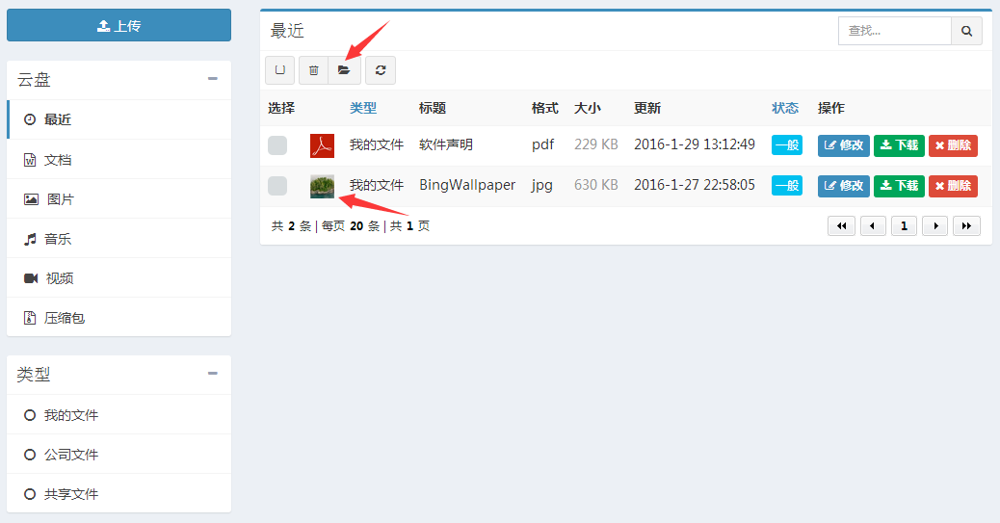 上传
云盘
最近
文档
图片
音乐
视频
压缩包
类型
我的文件
公司文件
共享文件
最近
查找...
选择 类型 标题 格式 大小 更新 状态 操作
我的文件 软件声明 pdf 229 KB 2016-1-29 13:12:49 一般 修改 下载 删除
我的文件 BingWallpaper jpg 630 KB 2016-1-27 22:58:05 一般 修改 下载 删除
共 2 条 | 每页 20 条 | 共 1 页 1